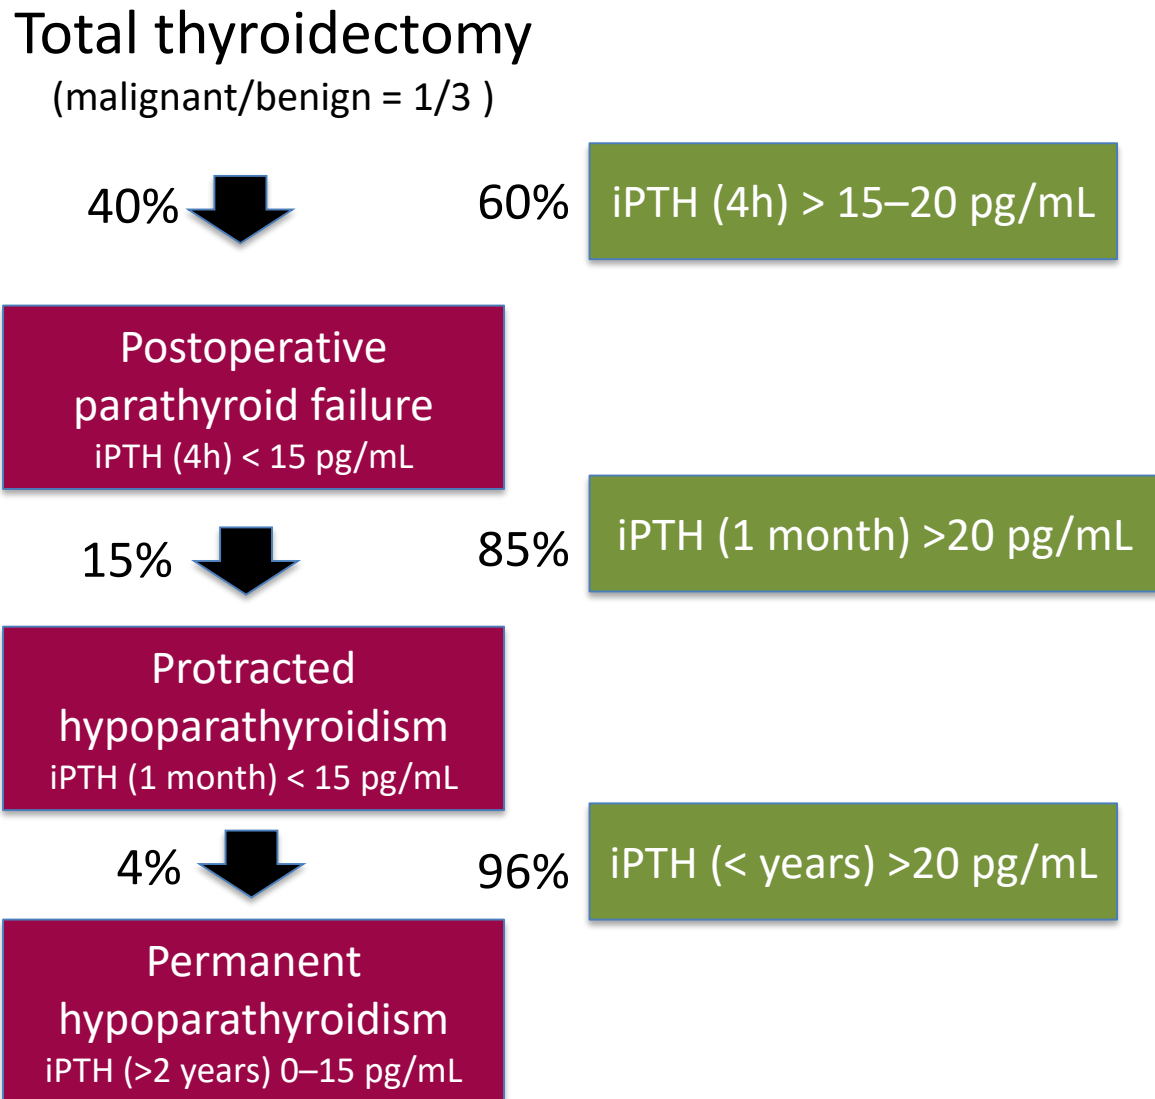 Total thyroidectomy
(malignant/benign = 1/3 )
40%
60%
iPTH (4h) > 15–20 pg/mL
Postoperative
parathyroid failure
iPTH (4h) < 15 pg/mL
15%
85%
iPTH (1 month) >20 pg/mL
Protracted
hypoparathyroidism
iPTH (1 month) < 15 pg/mL
4%
96%
iPTH (< years) >20 pg/mL
Permanent
hypoparathyroidism
iPTH (>2 years) 0–15 pg/mL